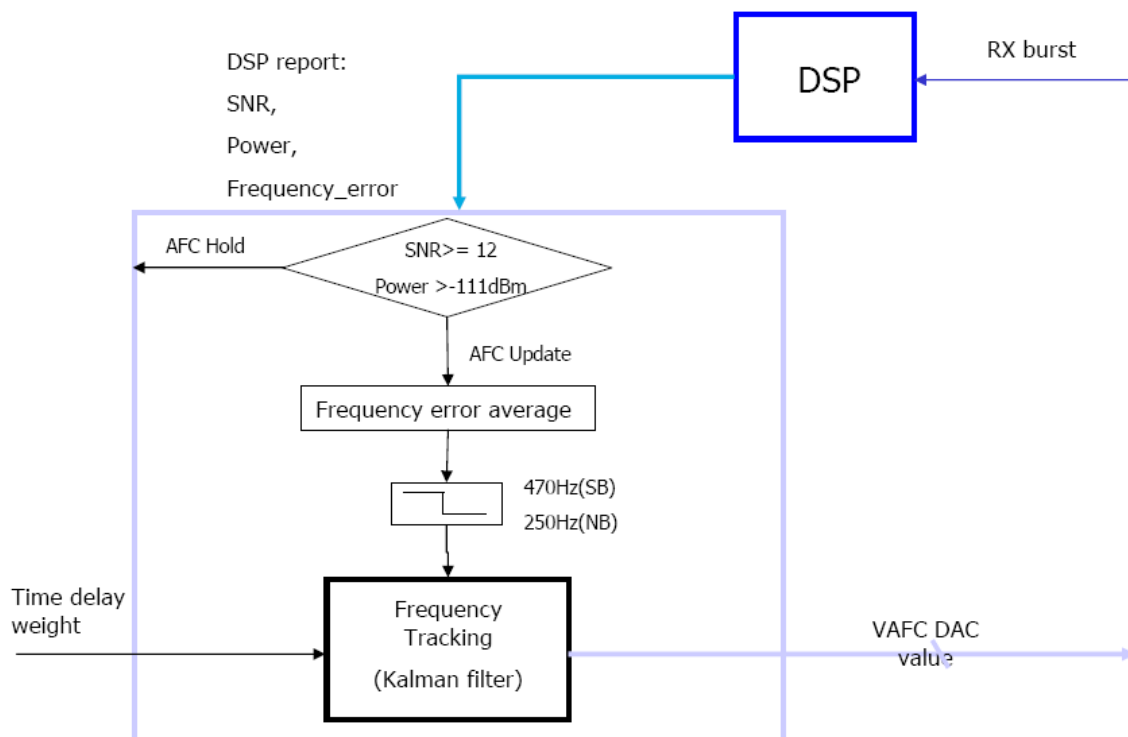 DSP report:
SNR,
Power,
Frequency_error
DSP
RX burst
AFC Hold
SNR>= 12
Power >-111dBm
AFC Update
Frequency error average
470Hz(SB)
250Hz(NB)
Time delay
weight
Frequency
Tracking
(Kalman filter)
VAFC DAC
value